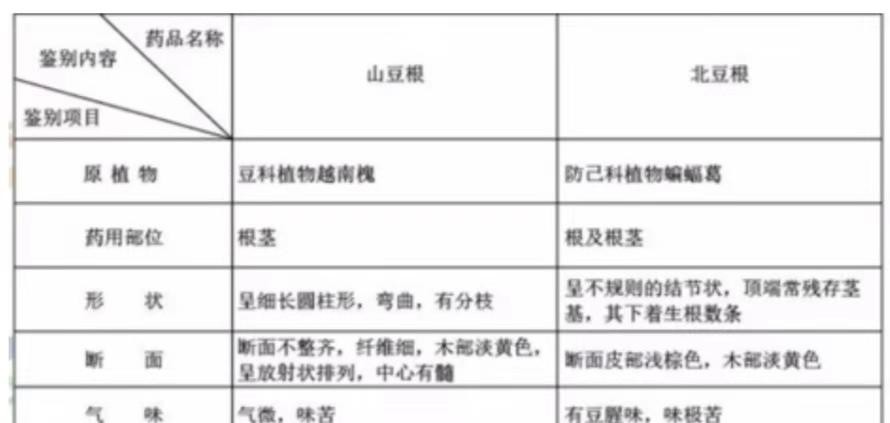 药品名称
鉴别内容
鉴别项目
山豆根
北豆根
原植物
豆科植物越南槐
防己科植物蝙蝠葛
药用部位
根茎
根及根茎
形状
呈细长圆柱形，弯曲，有分枝
呈不规则的结节状，顶端常残存茎
基，其下着生根数条
断面
断面不整齐，纤维细，木部淡黄色，
呈放射状排列，中心有髓
断面皮部浅棕色，木部淡黄色
气味
气微，味苦
有豆腥味，味极苦